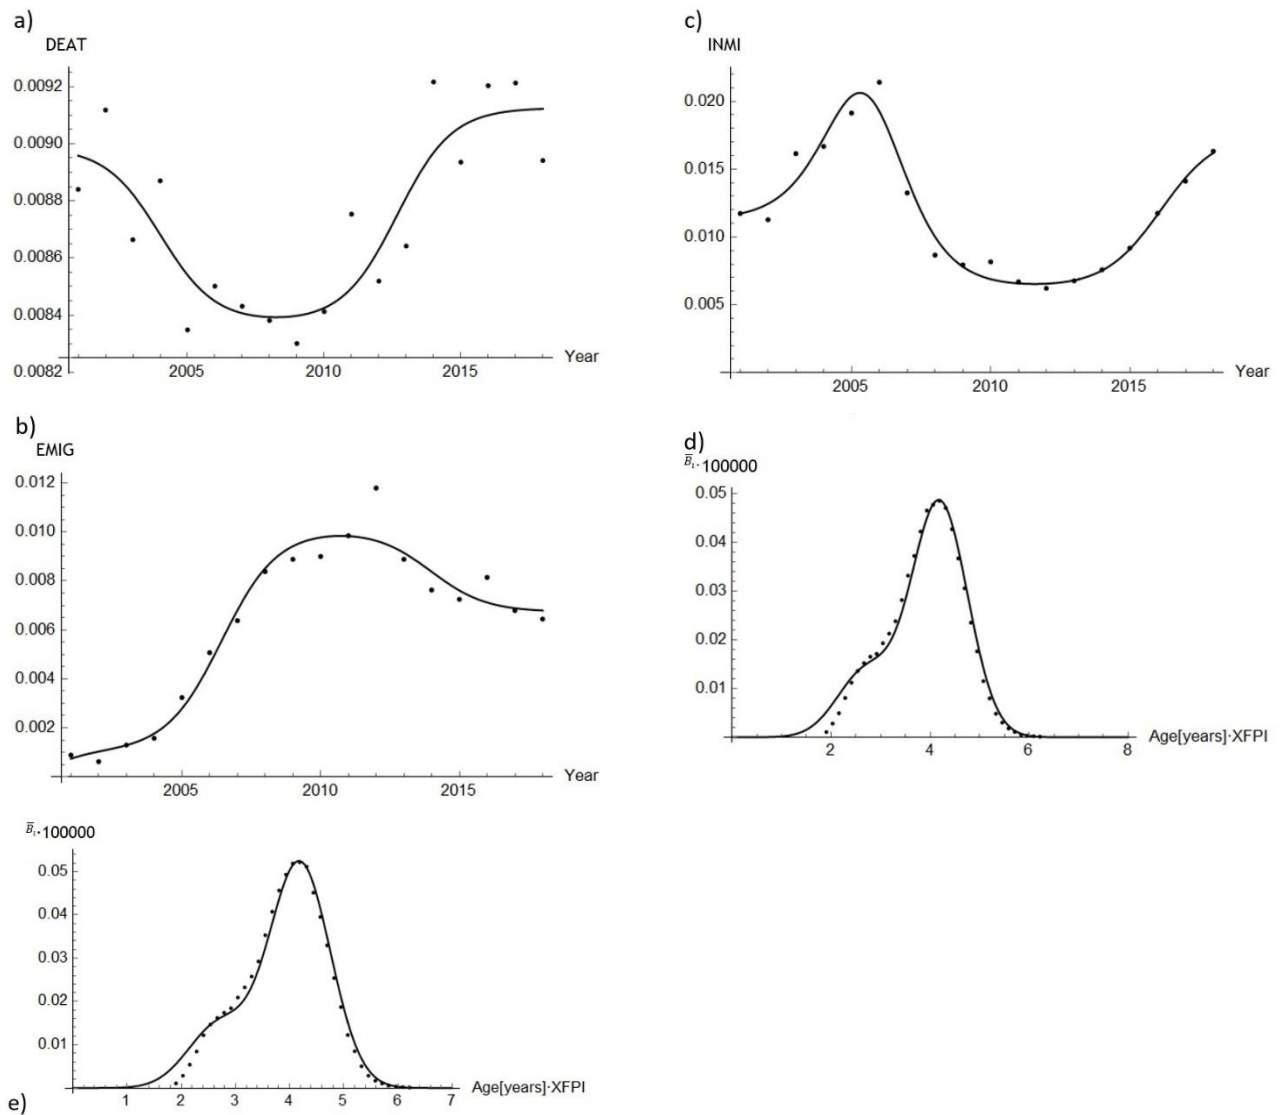 a)
DEAT
0.0092
0.0090
0.0088
0.0086
0.0084
0.0082
2005 2010 2015 Year
c)
INMI
0.020
0.015
0.010
0.005
2005 2010 2015 Year
b)
EMIG
0.012
0.010
0.008
0.006
0.004
0.002
2005 2010 2015 Year
d)
B̅ᵢ·100000
0.05
0.04
0.03
0.02
0.01
2 4 6 8 Age[years]·XFPI
B̅ᵢ·100000
0.05
0.04
0.03
0.02
0.01
1 2 3 4 5 6 7 Age[years]·XFPI
e)